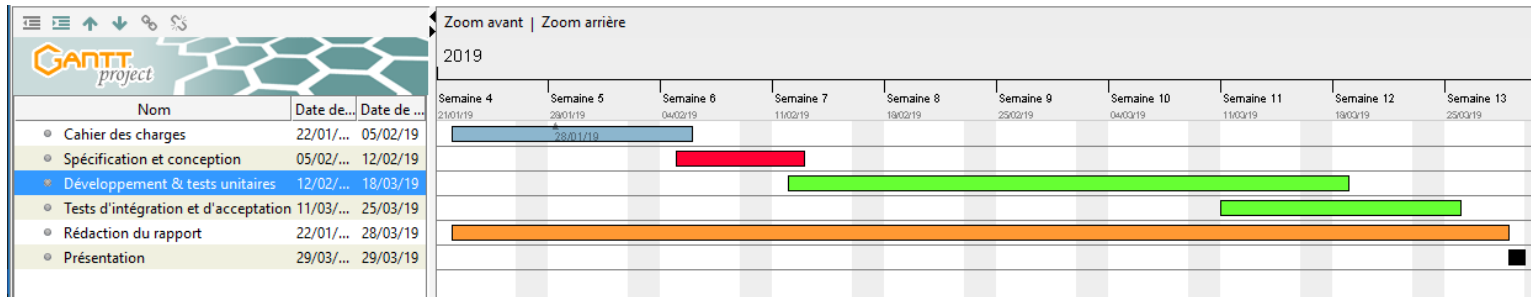 Zoom avant | Zoom arrière
GANTT
project
2019
Nom Date de... Date de ...
Semaine 4 Semaine 5 Semaine 6 Semaine 7 Semaine 8 Semaine 9 Semaine 10 Semaine 11 Semaine 12 Semaine 13
21/01/19 28/01/19 04/02/19 11/02/19 18/02/19 25/02/19 04/03/19 11/03/19 18/03/19 25/03/19
Cahier des charges 22/01/... 05/02/19
28/01/19
Spécification et conception 05/02/... 12/02/19
Développement & tests unitaires 12/02/... 18/03/19
Tests d'intégration et d'acceptation 11/03/... 25/03/19
Rédaction du rapport 22/01/... 28/03/19
Présentation 29/03/... 29/03/19